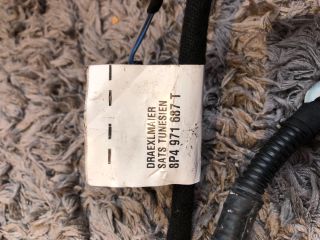 DRAEXLMAIER
SATS TUNESIEN
8P4 971 687 T